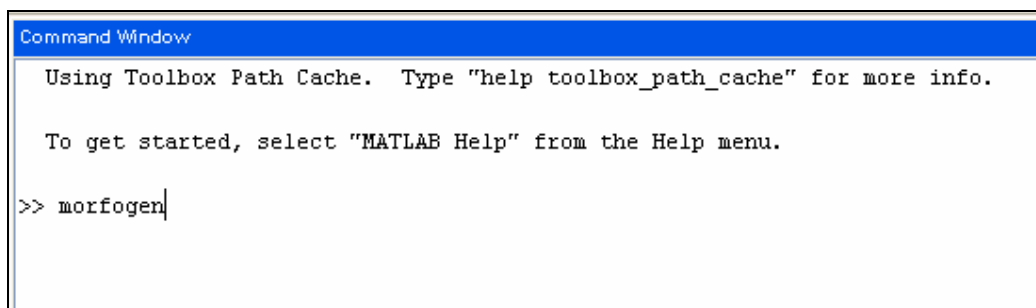 Command Window
Using Toolbox Path Cache.  Type "help toolbox_path_cache" for more info.
To get started, select "MATLAB Help" from the Help menu.
>> morfogen